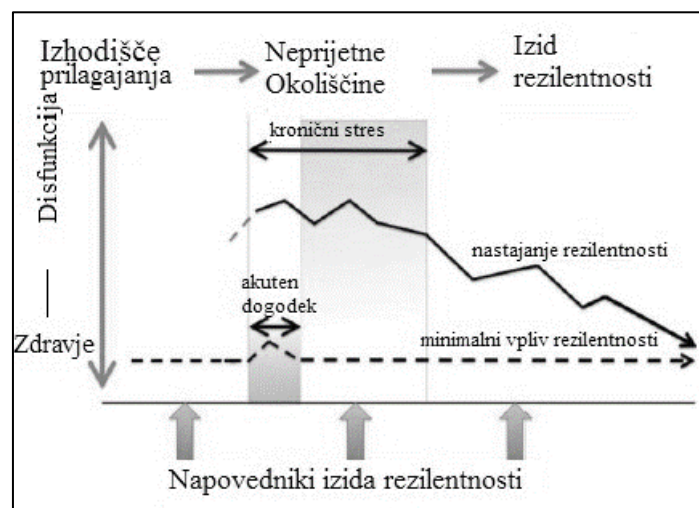 Izhodišče
prilagajanja
Neprijetne
Okoliščine
Izid
rezilentnosti
Disfunkcija
kronični stres
nastajanje rezilentnosti
akuten
dogodek
Zdravje
minimalni vpliv rezilentnosti
Napovedniki izida rezilentnosti